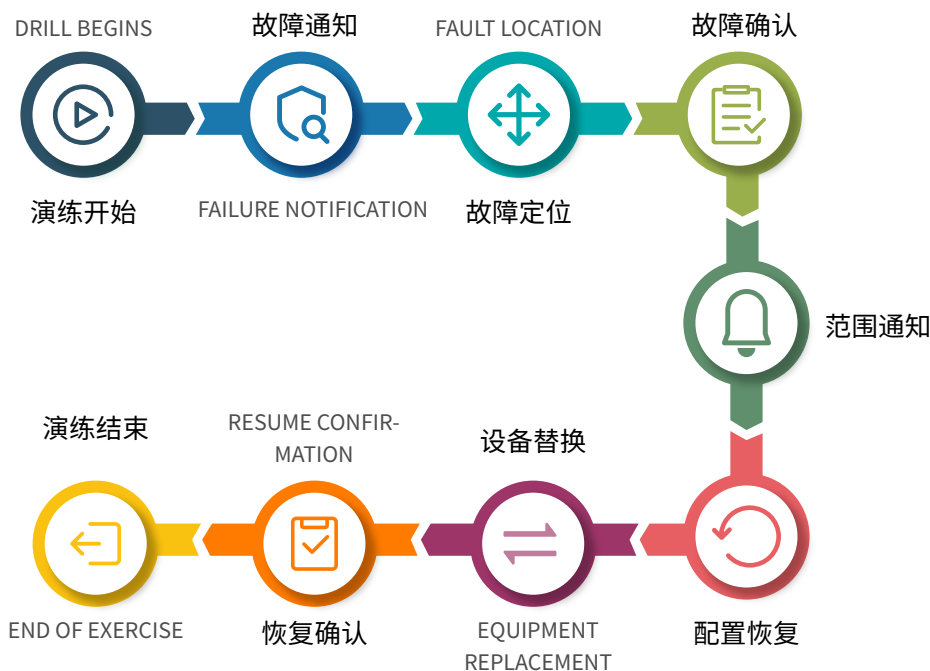 DRILL BEGINS
故障通知
FAULT LOCATION
故障确认
演练开始
FAILURE NOTIFICATION
故障定位
范围通知
演练结束
RESUME CONFIR-
MATION
设备替换
END OF EXERCISE
恢复确认
EQUIPMENT
REPLACEMENT
配置恢复